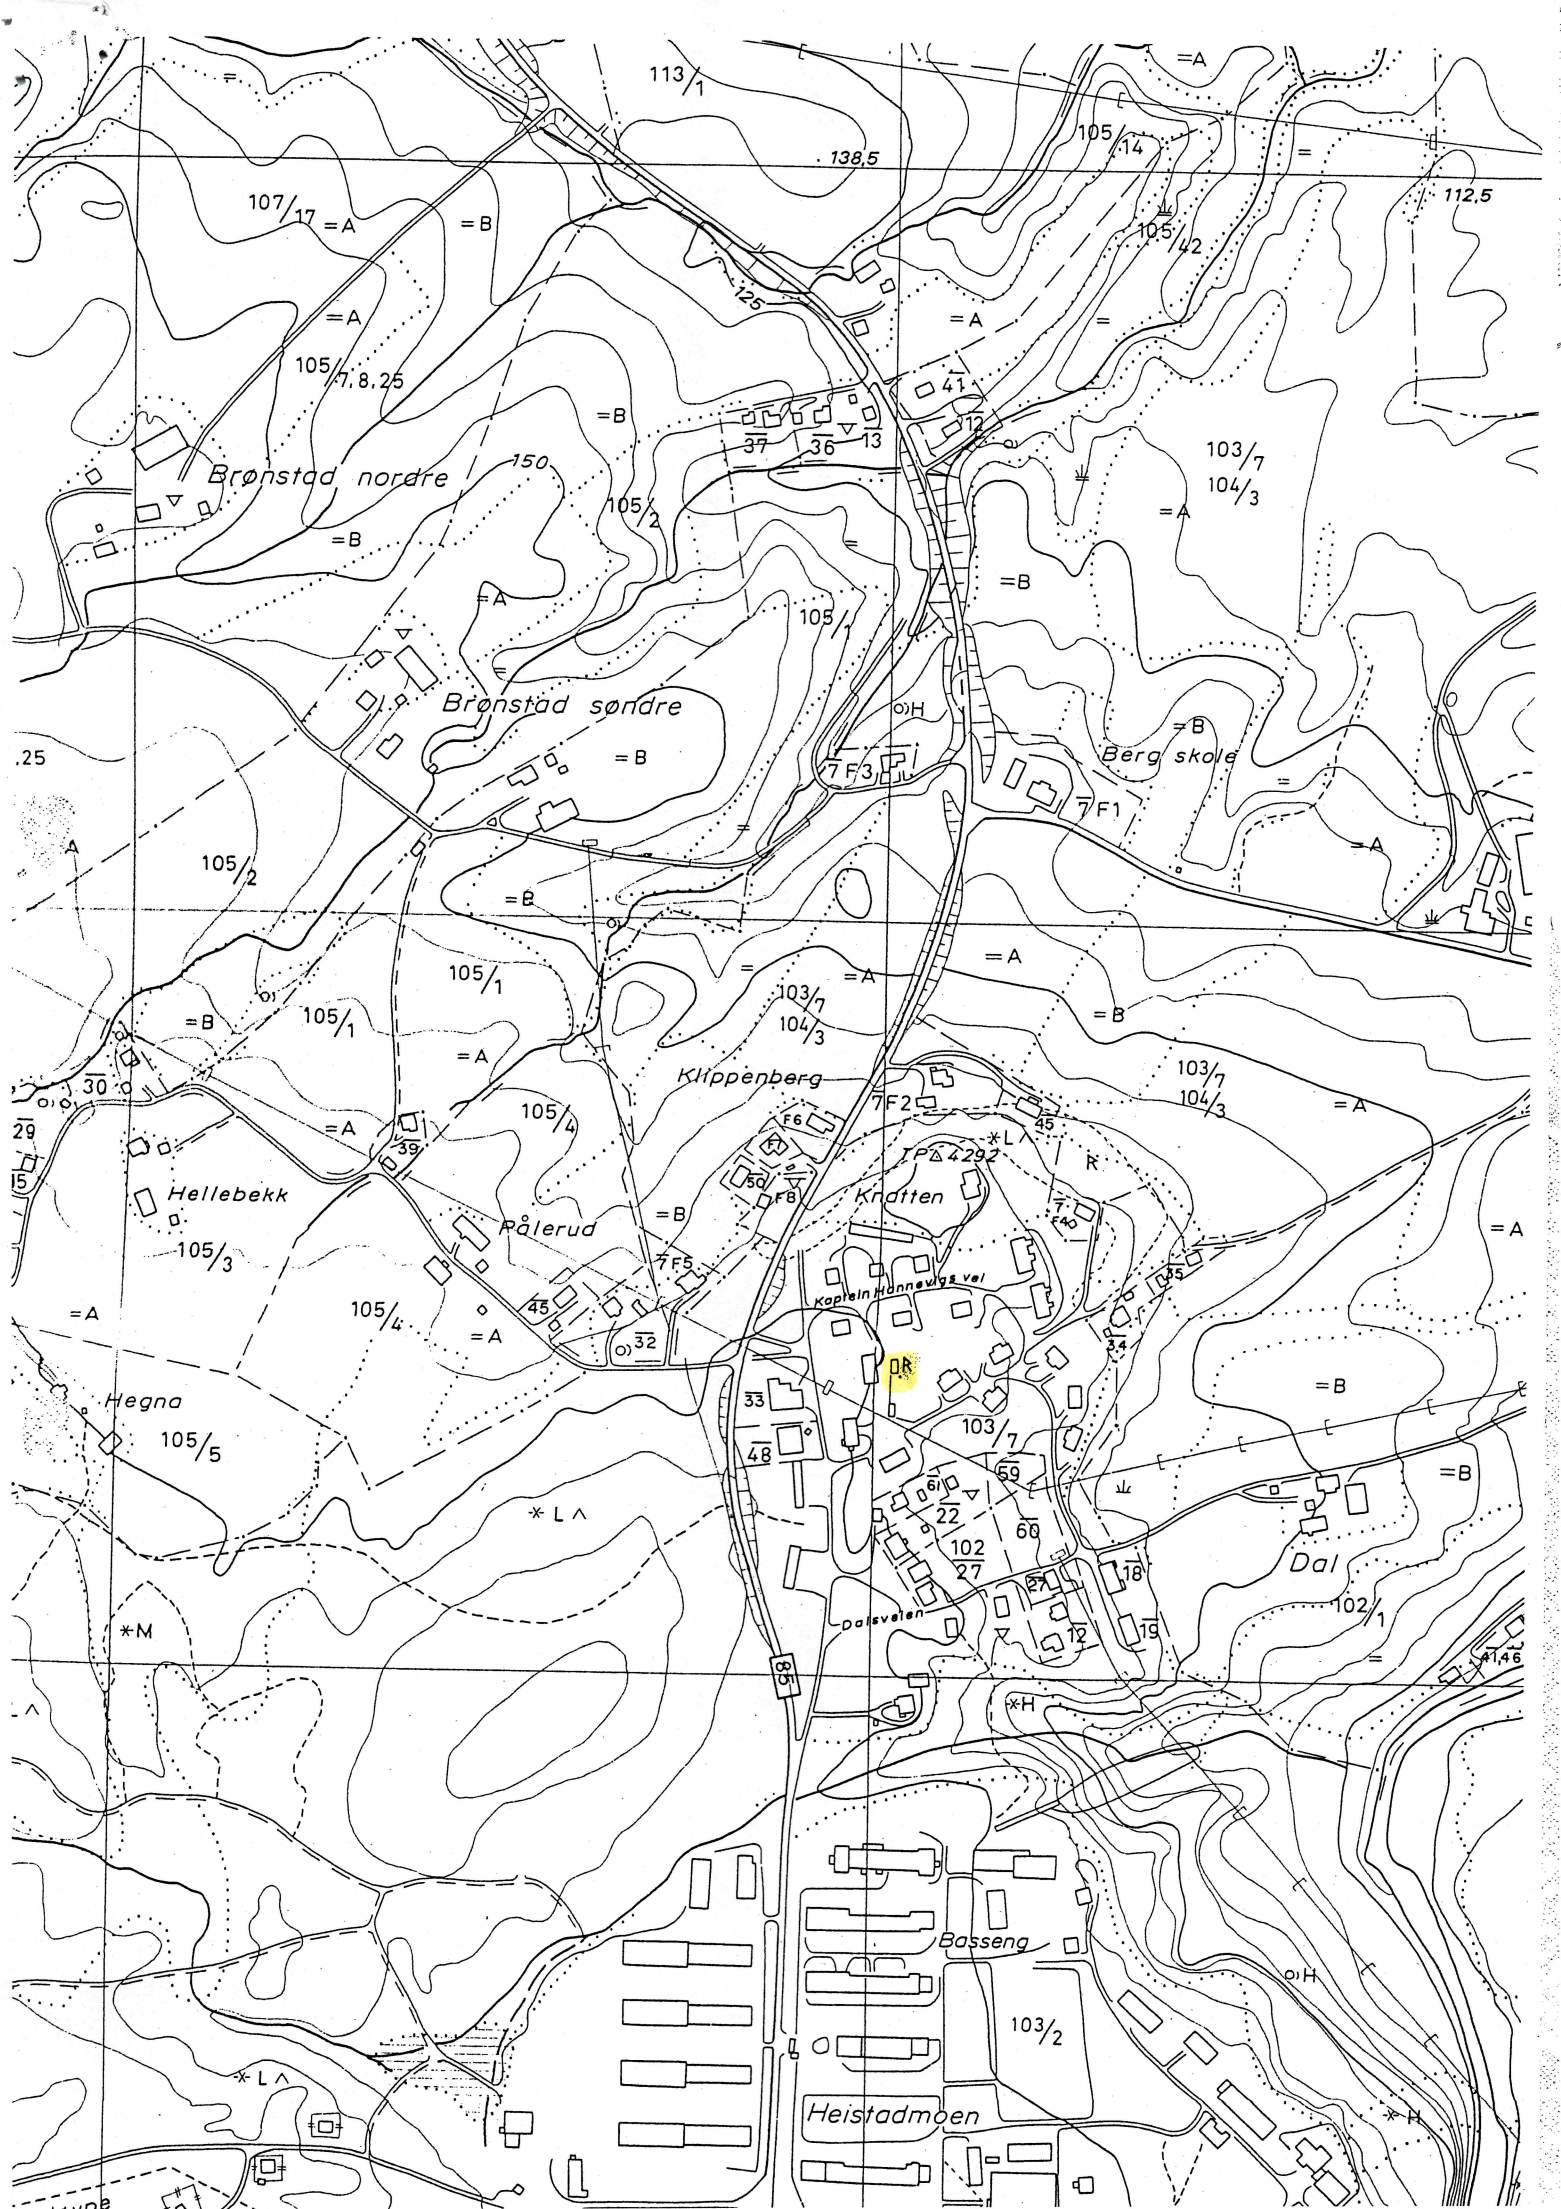 113/1
=A
=
105/14
138,5
=
112,5
107/17
=A
=B
105/42
125
=A
=A
=
105/7,8,25
41
=B
12
37
36
13
103/7
104/3
Brønstad nordre
150
105/2
=A
=B
=
=B
=A
105/1
=
Brønstad søndre
O)H
=B
=B
Berg skole
,25
7F3
=
7F1
=
=A
A
105/2
=B
105/1
=
=A
=A
103/7
104/3
105/1
=B
=B
=A
Klippenberg
103/7
104/3
30
7F2
=A
105/4
F6
45
29
=A
39
F7
*L ʌ
TP△4292
R
15
50
F8
Knatten
Hellebekk
7
F4
=B
Pålerud
=A
105/3
7F5
35
Kaptein Hannevigs vei
45
105/4
=A
=A
32
34
R
=B
Hegna
33
103/7
105/5
48
59
=B
61
22
*L ʌ
60
102/27
Dal
27
18
102/1
Dalsveien
*M
12
19
=
41,46
85
*H
ʌ
Basseng
O)H
103/2
*L ʌ
Heistadmoen
*H